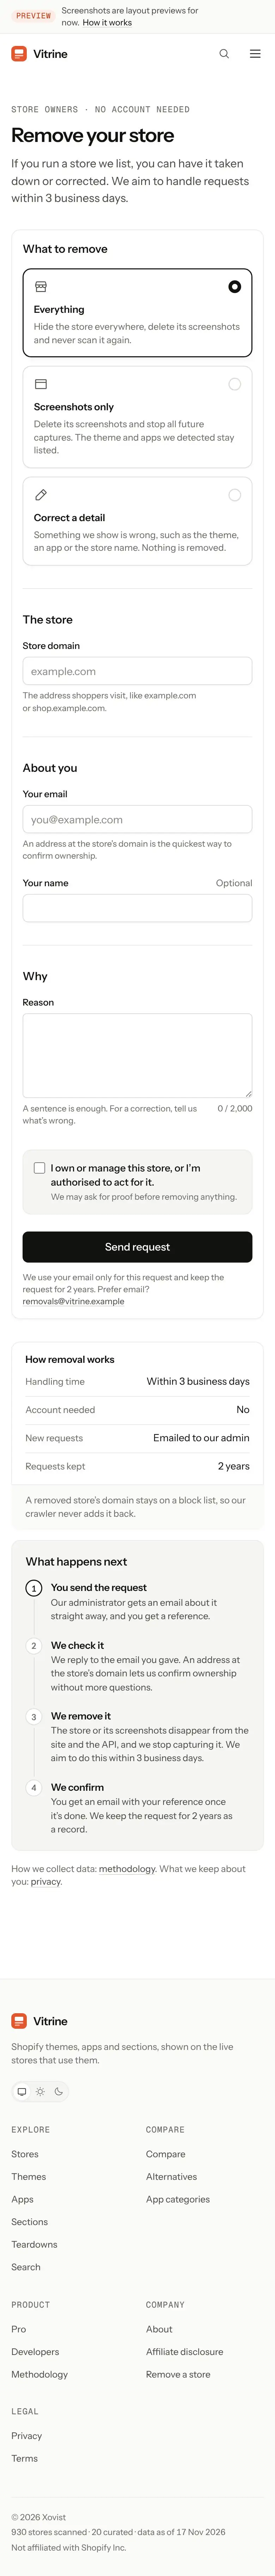 PREVIEW Screenshots are layout previews for
now. How it works
Vitrine
STORE OWNERS · NO ACCOUNT NEEDED
Remove your store
If you run a store we list, you can have it taken
down or corrected. We aim to handle requests
within 3 business days.
What to remove
Everything
Hide the store everywhere, delete its screenshots
and never scan it again.
Screenshots only
Delete its screenshots and stop all future
captures. The theme and apps we detected stay
listed.
Correct a detail
Something we show is wrong, such as the theme,
an app or the store name. Nothing is removed.
The store
Store domain
example.com
The address shoppers visit, like example.com
or shop.example.com.
About you
Your email
you@example.com
An address at the store's domain is the quickest way to
confirm ownership.
Your name Optional
Why
Reason
A sentence is enough. For a correction, tell us 0 / 2,000
what's wrong.
I own or manage this store, or I'm
authorised to act for it.
We may ask for proof before removing anything.
Send request
We use your email only for this request and keep the
request for 2 years. Prefer email?
removals@vitrine.example
How removal works
Handling time Within 3 business days
Account needed No
New requests Emailed to our admin
Requests kept 2 years
A removed store's domain stays on a block list, so our
crawler never adds it back.
What happens next
1 You send the request
Our administrator gets an email about it
straight away, and you get a reference.
2 We check it
We reply to the email you gave. An address at
the store's domain lets us confirm ownership
without more questions.
3 We remove it
The store or its screenshots disappear from the
site and the API, and we stop capturing it. We
aim to do this within 3 business days.
4 We confirm
You get an email with your reference once
it's done. We keep the request for 2 years as
a record.
How we collect data: methodology. What we keep about
you: privacy.
Vitrine
Shopify themes, apps and sections, shown on the live
stores that use them.
EXPLORE
Stores
Themes
Apps
Sections
Teardowns
Search
COMPARE
Compare
Alternatives
App categories
PRODUCT
Pro
Developers
Methodology
COMPANY
About
Affiliate disclosure
Remove a store
LEGAL
Privacy
Terms
© 2026 Xovist
930 stores scanned · 20 curated · data as of 17 Nov 2026
Not affiliated with Shopify Inc.